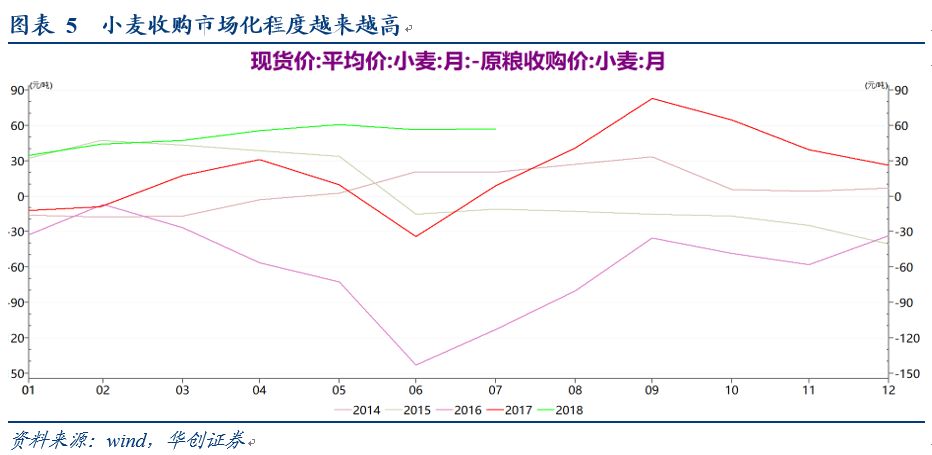 图表 5 小麦收购市场化程度越来越高
现货价:平均价:小麦:月:-原粮收购价:小麦:月
(元/吨) (元/吨)
90 90
60 60
30 30
0 0
-30 -30
-60 -60
-90 -90
20 -120
50 -150
01 02 03 04 05 06 07 08 09 10 11 12
2014 2015 2016 2017 2018
资料来源：wind，华创证券